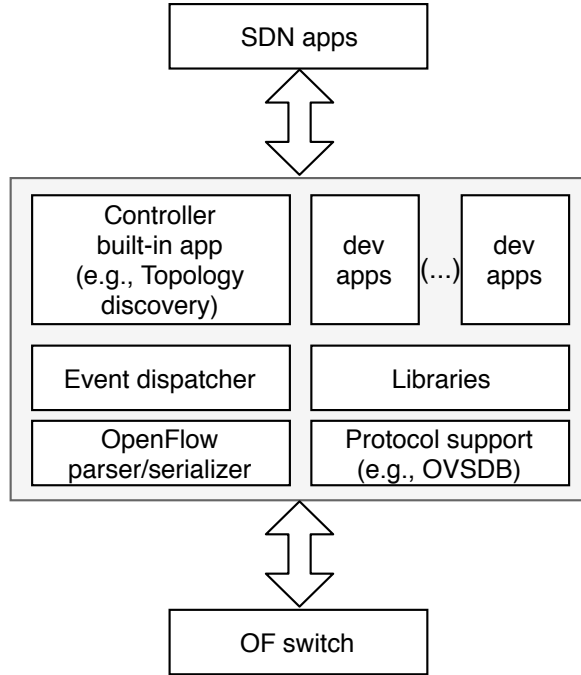 SDN apps
Controller
built-in app
(e.g., Topology
discovery)
dev
apps
(...)
dev
apps
Event dispatcher
Libraries
OpenFlow
parser/serializer
Protocol support
(e.g., OVSDB)
OF switch